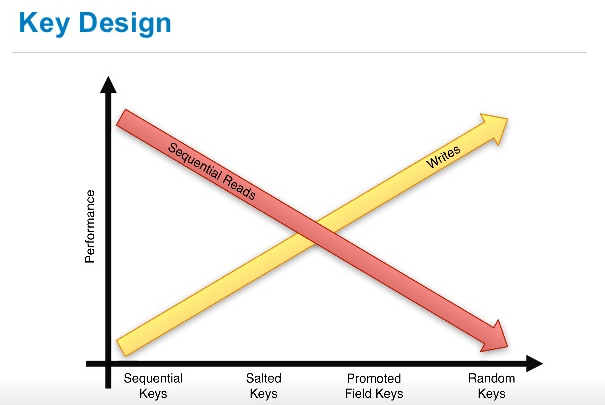 Key Design
Sequential Reads
Writes
Performance
Sequential
Keys
Salted
Keys
Promoted
Field Keys
Random
Keys